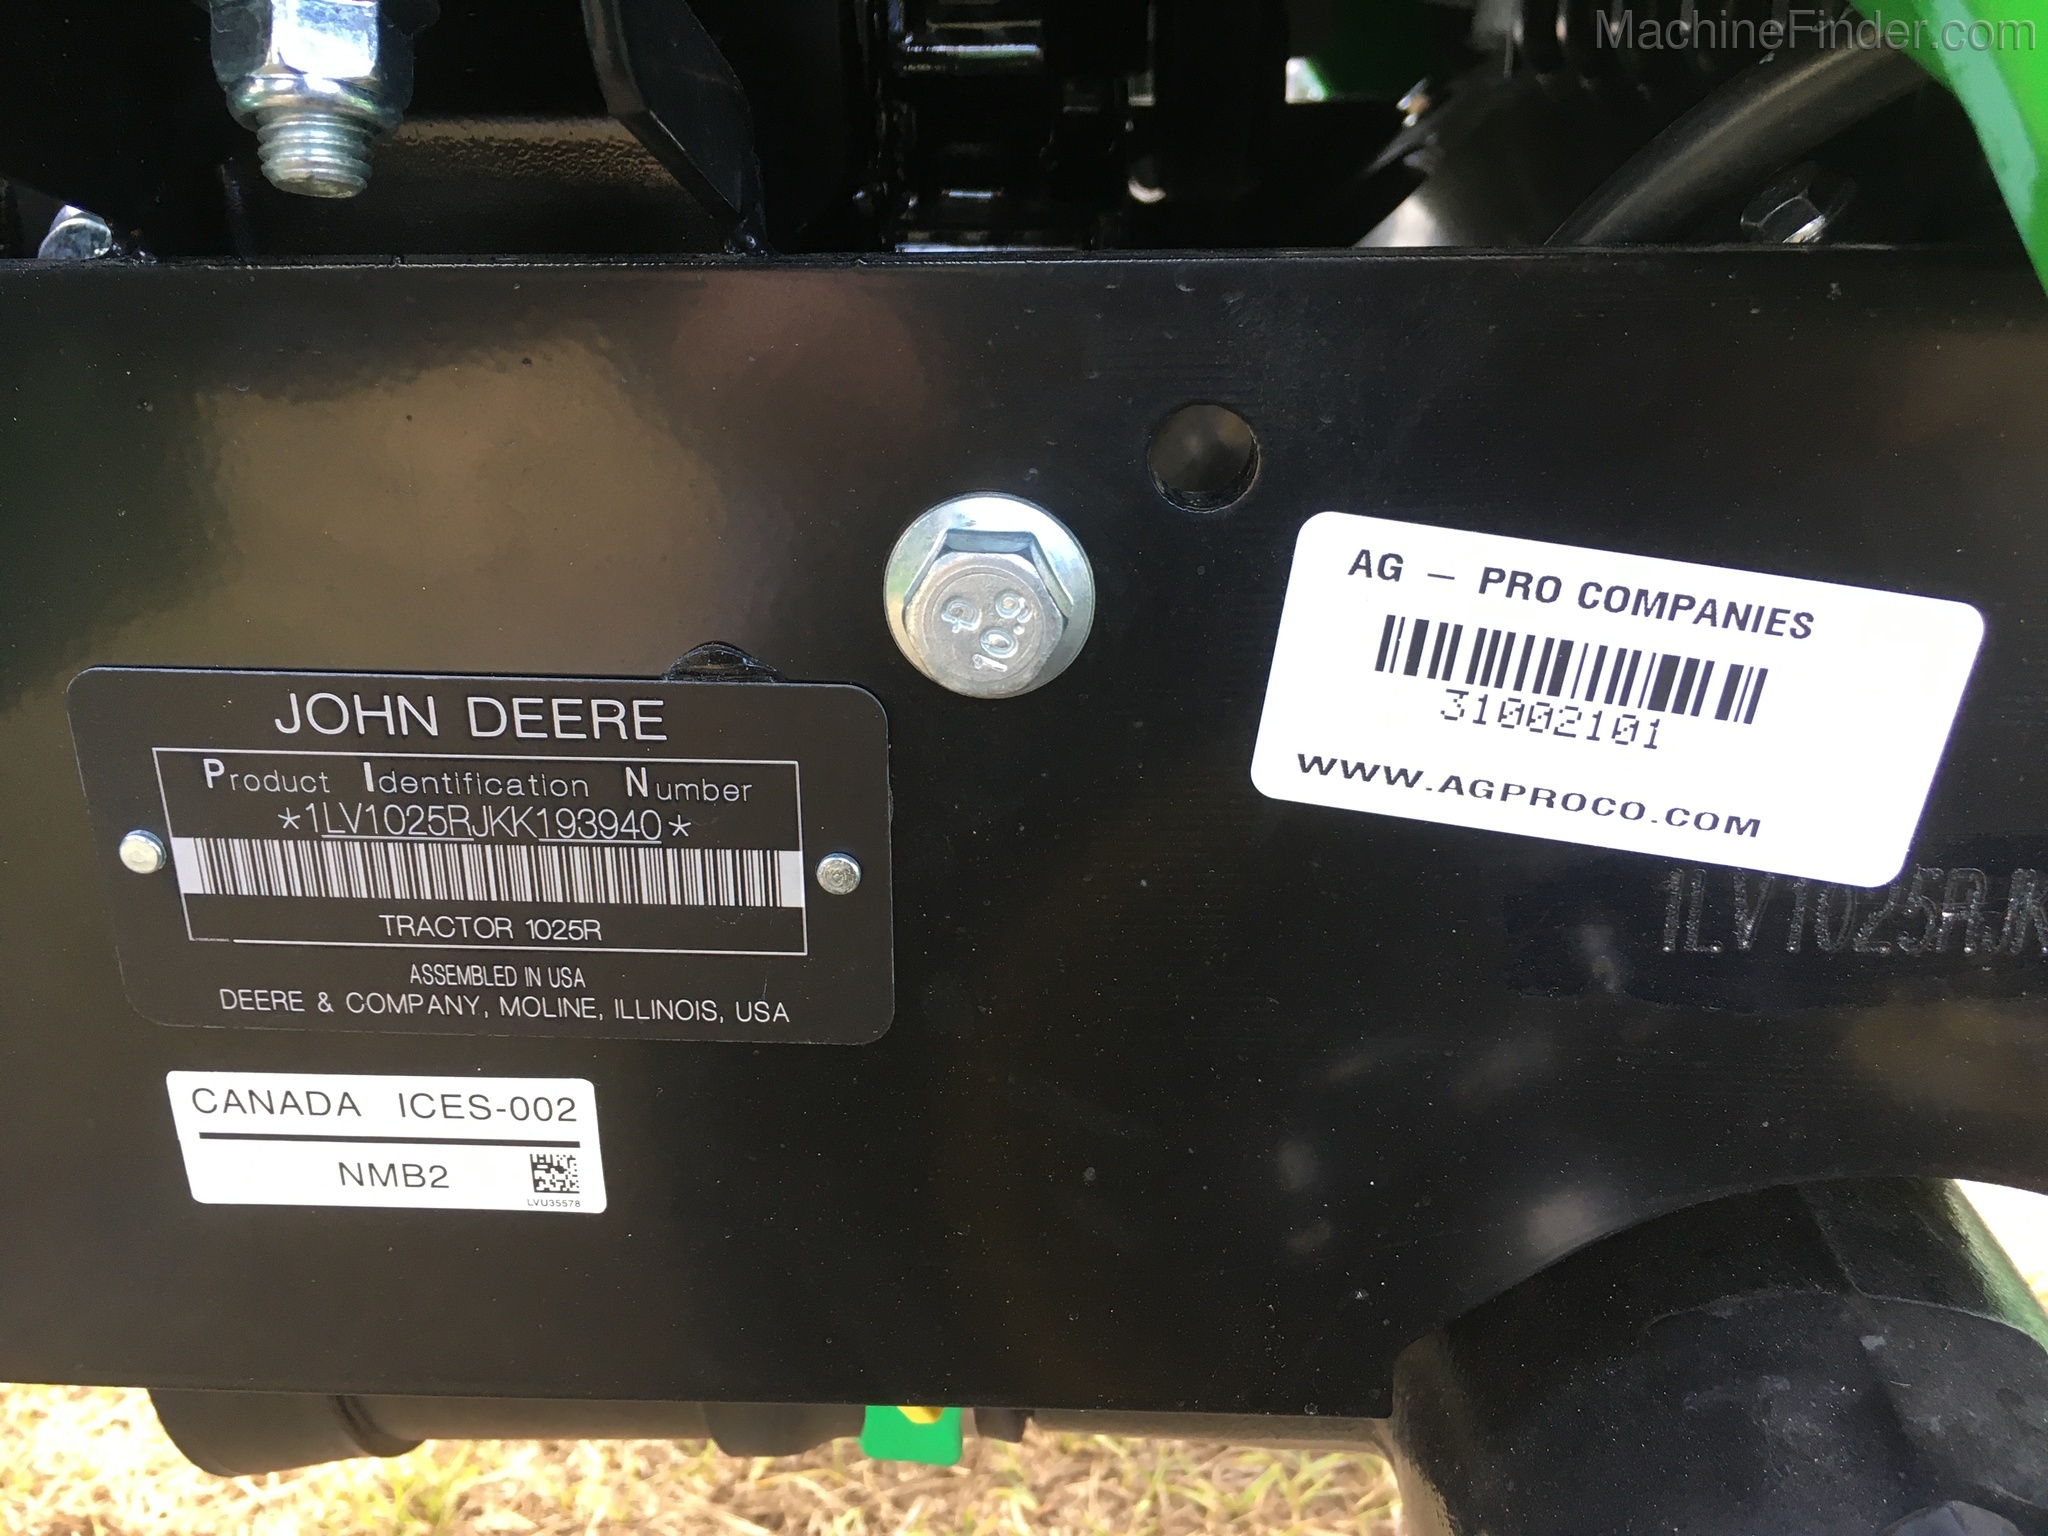 MachineFinder.com
10.9
AG - PRO COMPANIES
31002101
WWW.AGPROCO.COM
JOHN DEERE
Product Identification Number
*1LV1025RJKK193940*
TRACTOR 1025R
ASSEMBLED IN USA
DEERE & COMPANY, MOLINE, ILLINOIS, USA
1LV1025RJK
CANADA ICES-002
NMB2
LVU35578